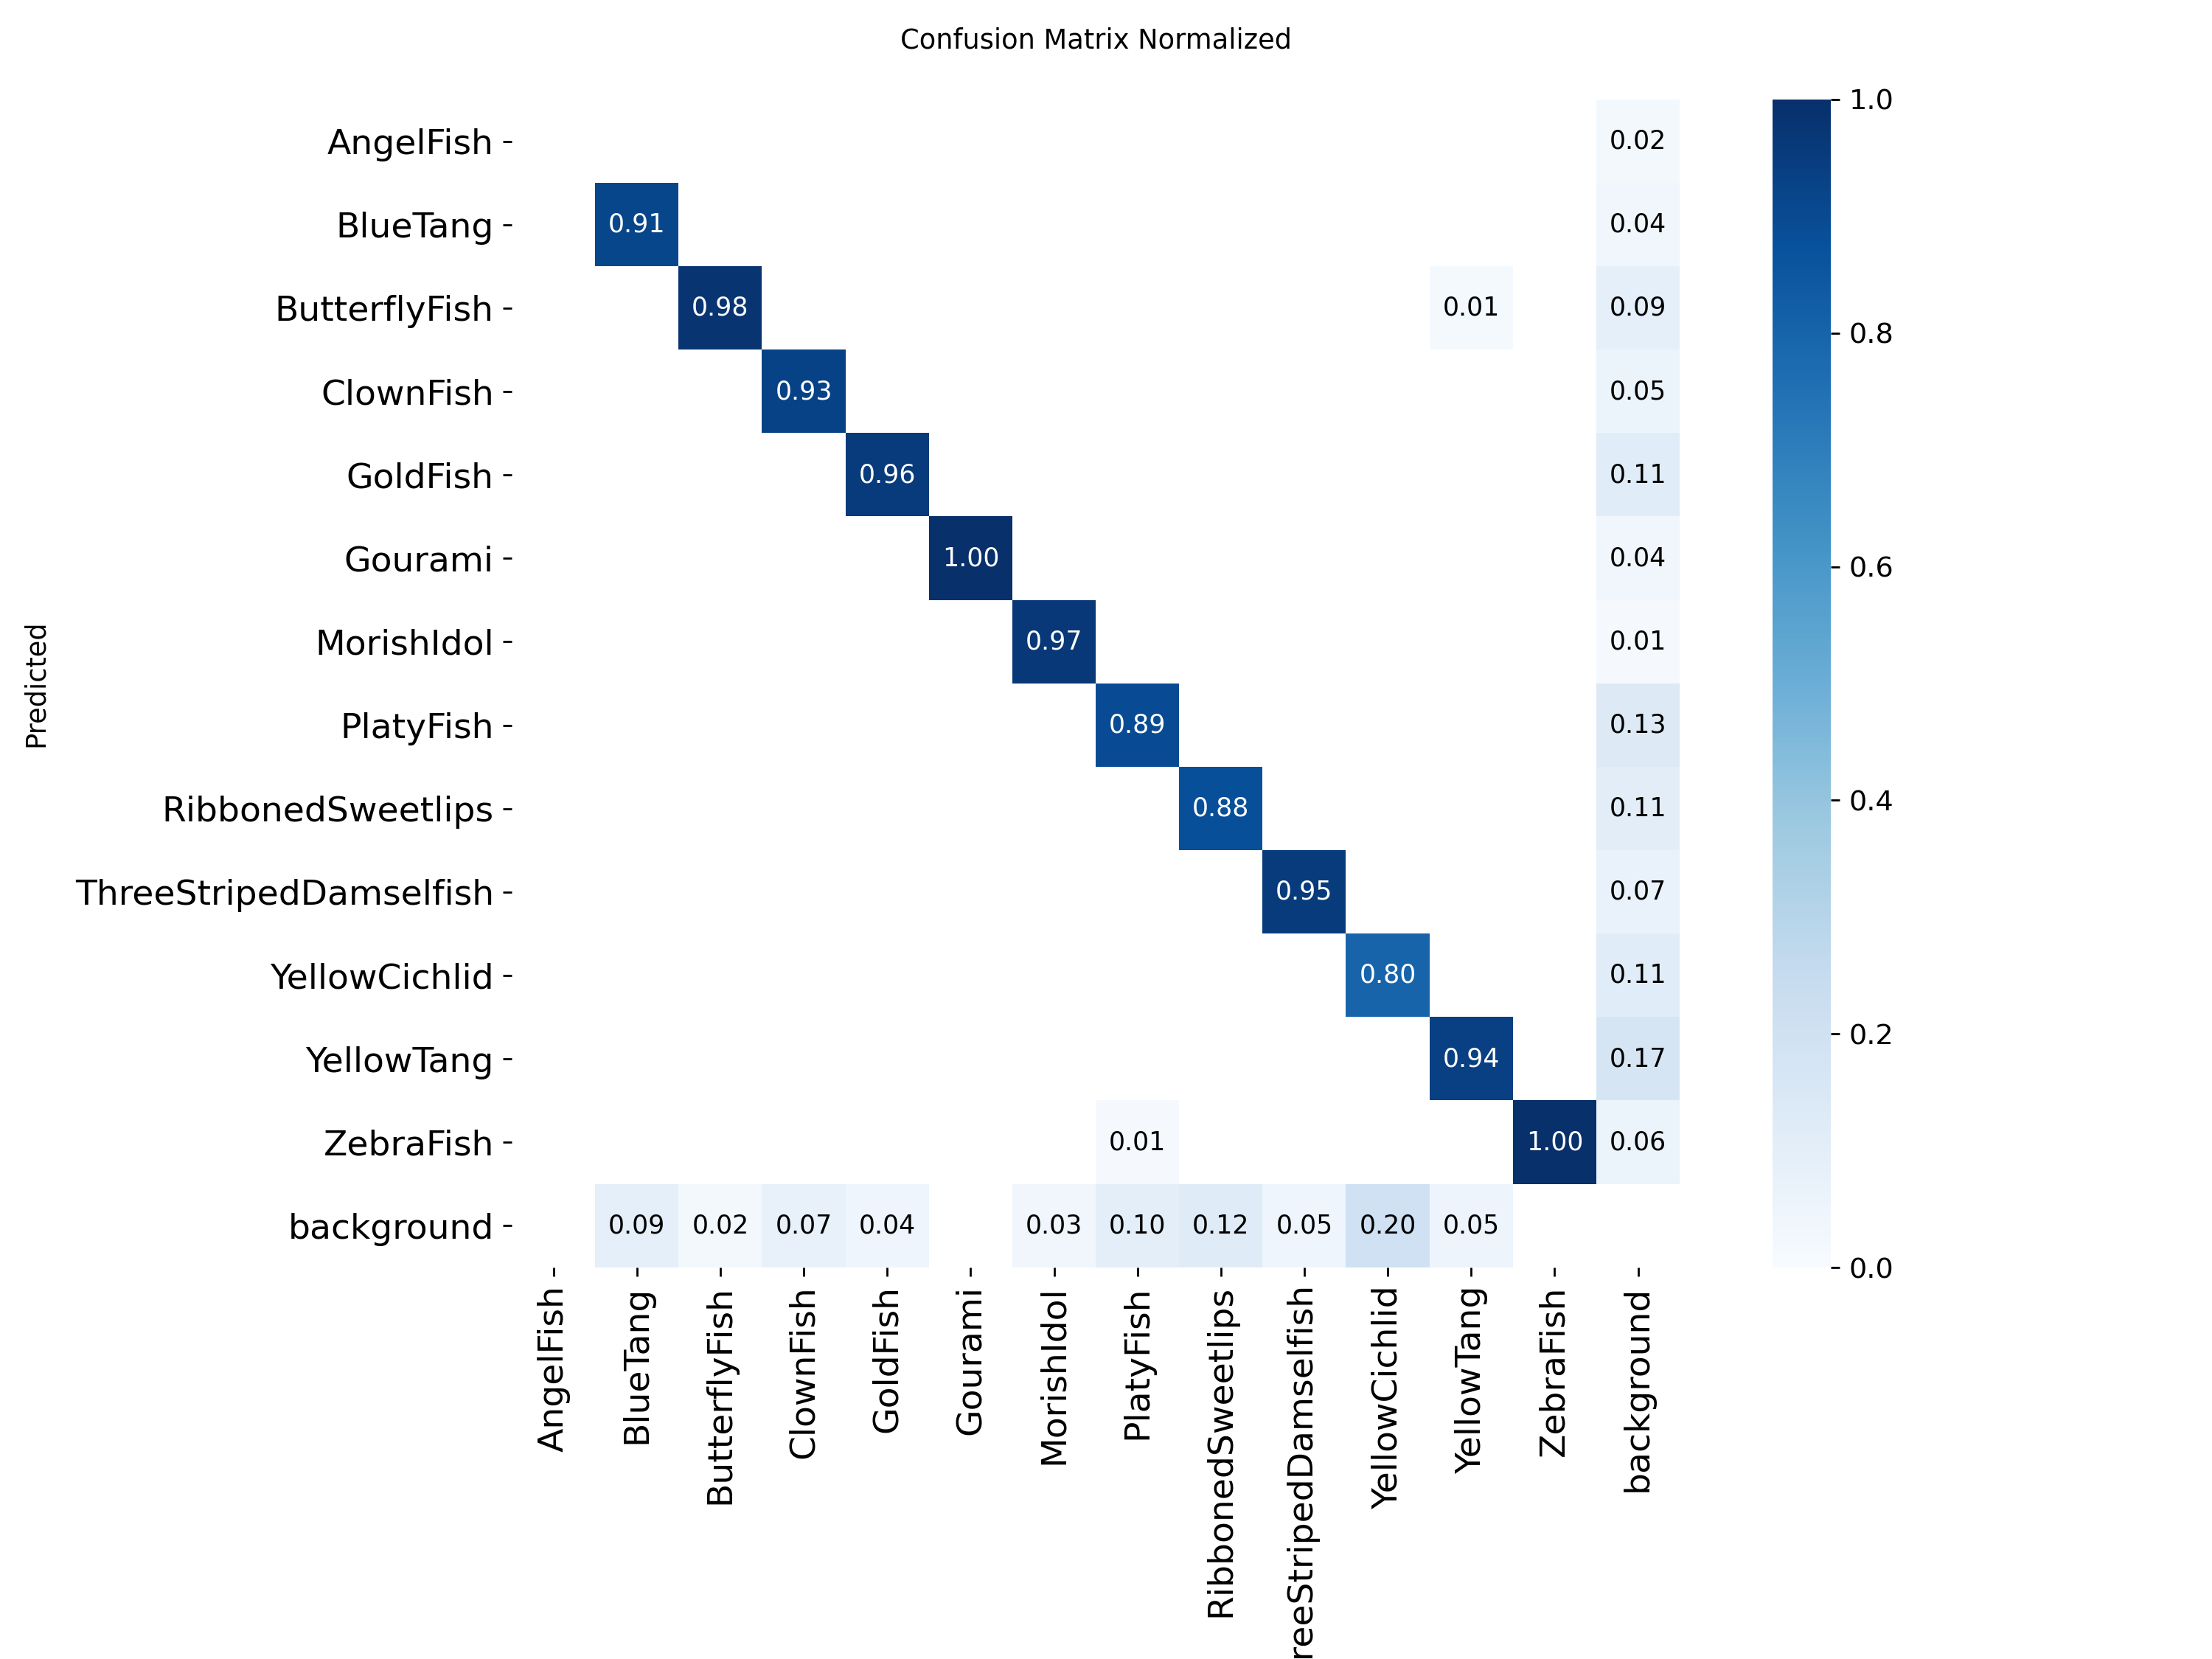 Confusion Matrix Normalized
AngelFish 0.02
BlueTang 0.91 0.04
ButterflyFish 0.98 0.01 0.09
ClownFish 0.93 0.05
GoldFish 0.96 0.11
Gourami 1.00 0.04
MorishIdol 0.97 0.01
PlatyFish 0.89 0.13
RibbonedSweetlips 0.88 0.11
ThreeStripedDamselfish 0.95 0.07
YellowCichlid 0.80 0.11
YellowTang 0.94 0.17
ZebraFish 0.01 1.00 0.06
background 0.09 0.02 0.07 0.04 0.03 0.10 0.12 0.05 0.20 0.05
Predicted
AngelFish
BlueTang
ButterflyFish
ClownFish
GoldFish
Gourami
MorishIdol
PlatyFish
RibbonedSweetlips
reeStripedDamselfish
YellowCichlid
YellowTang
ZebraFish
background
1.0
0.8
0.6
0.4
0.2
0.0